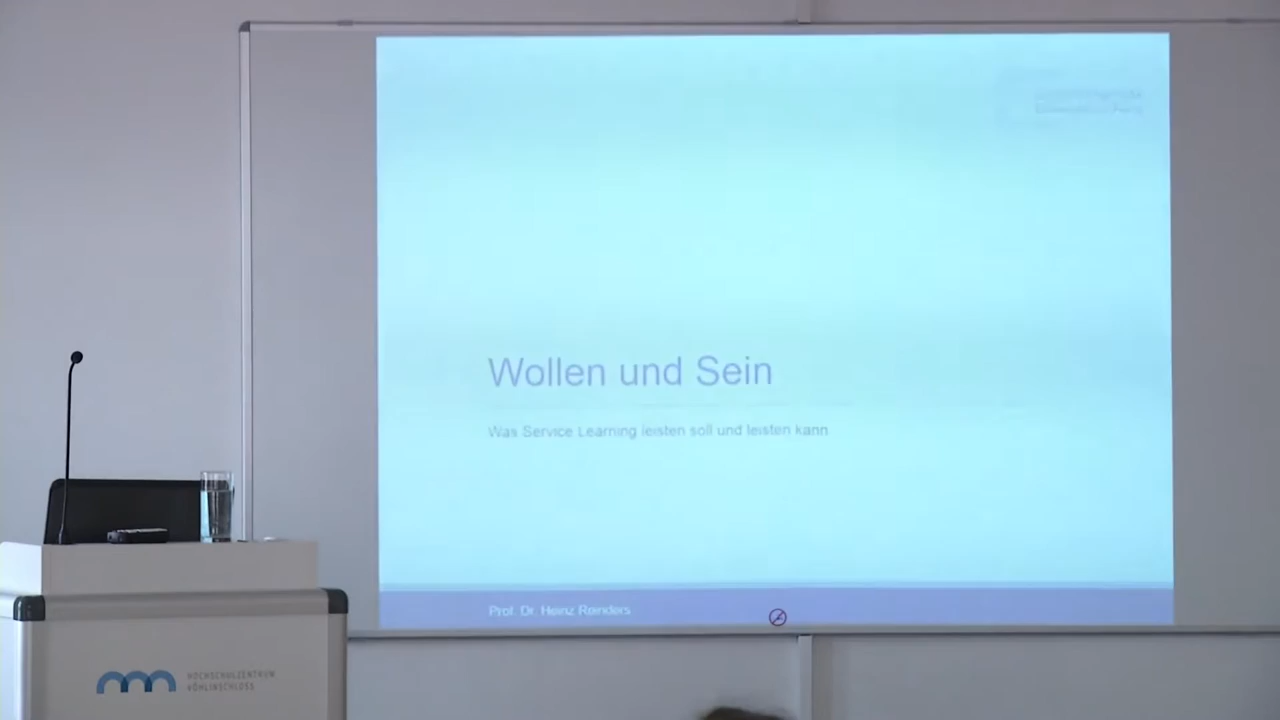 Wollen und Sein
Was Service Learning leisten soll und leisten kann
Prof. Dr. Heinz Reinders
HOCHSCHULZENTRUM
VÖHLINSCHLOSS